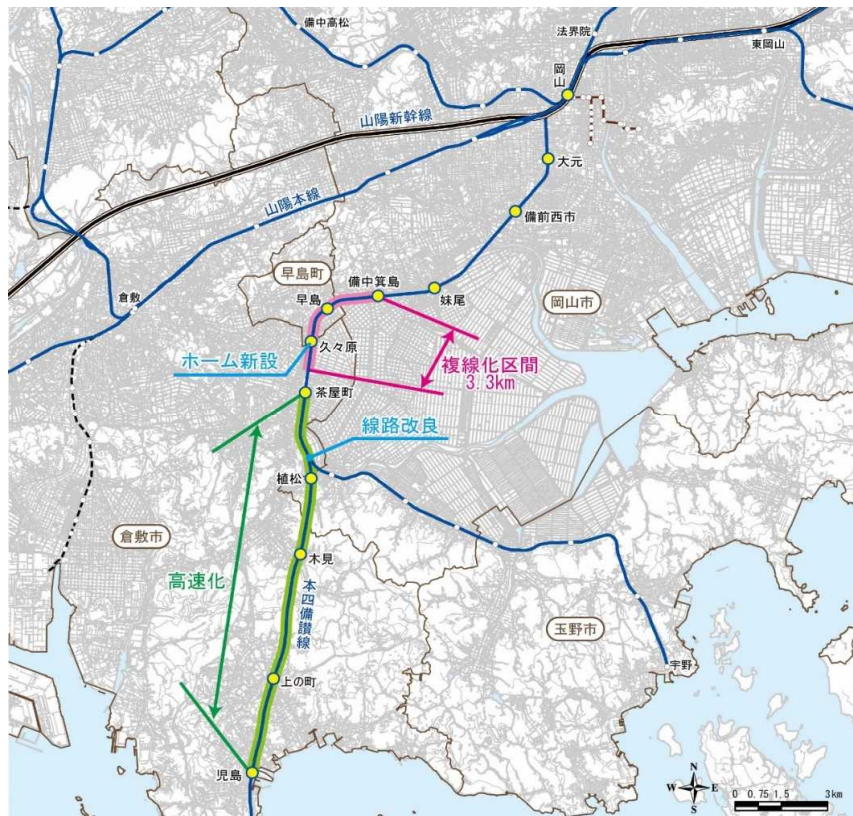 備中高松
法界院
東岡山
岡山
山陽新幹線
大元
山陽本線
備前西市
早島町
備中箕島
岡山市
倉敷
早島
妹尾
久々原
ホーム新設
複線化区間
3.3km
茶屋町
線路改良
植松
倉敷市
木見
高速化
本四備讃線
玉野市
宇野
上の町
児島
N
W
E
S
0 0.75 1.5 3km